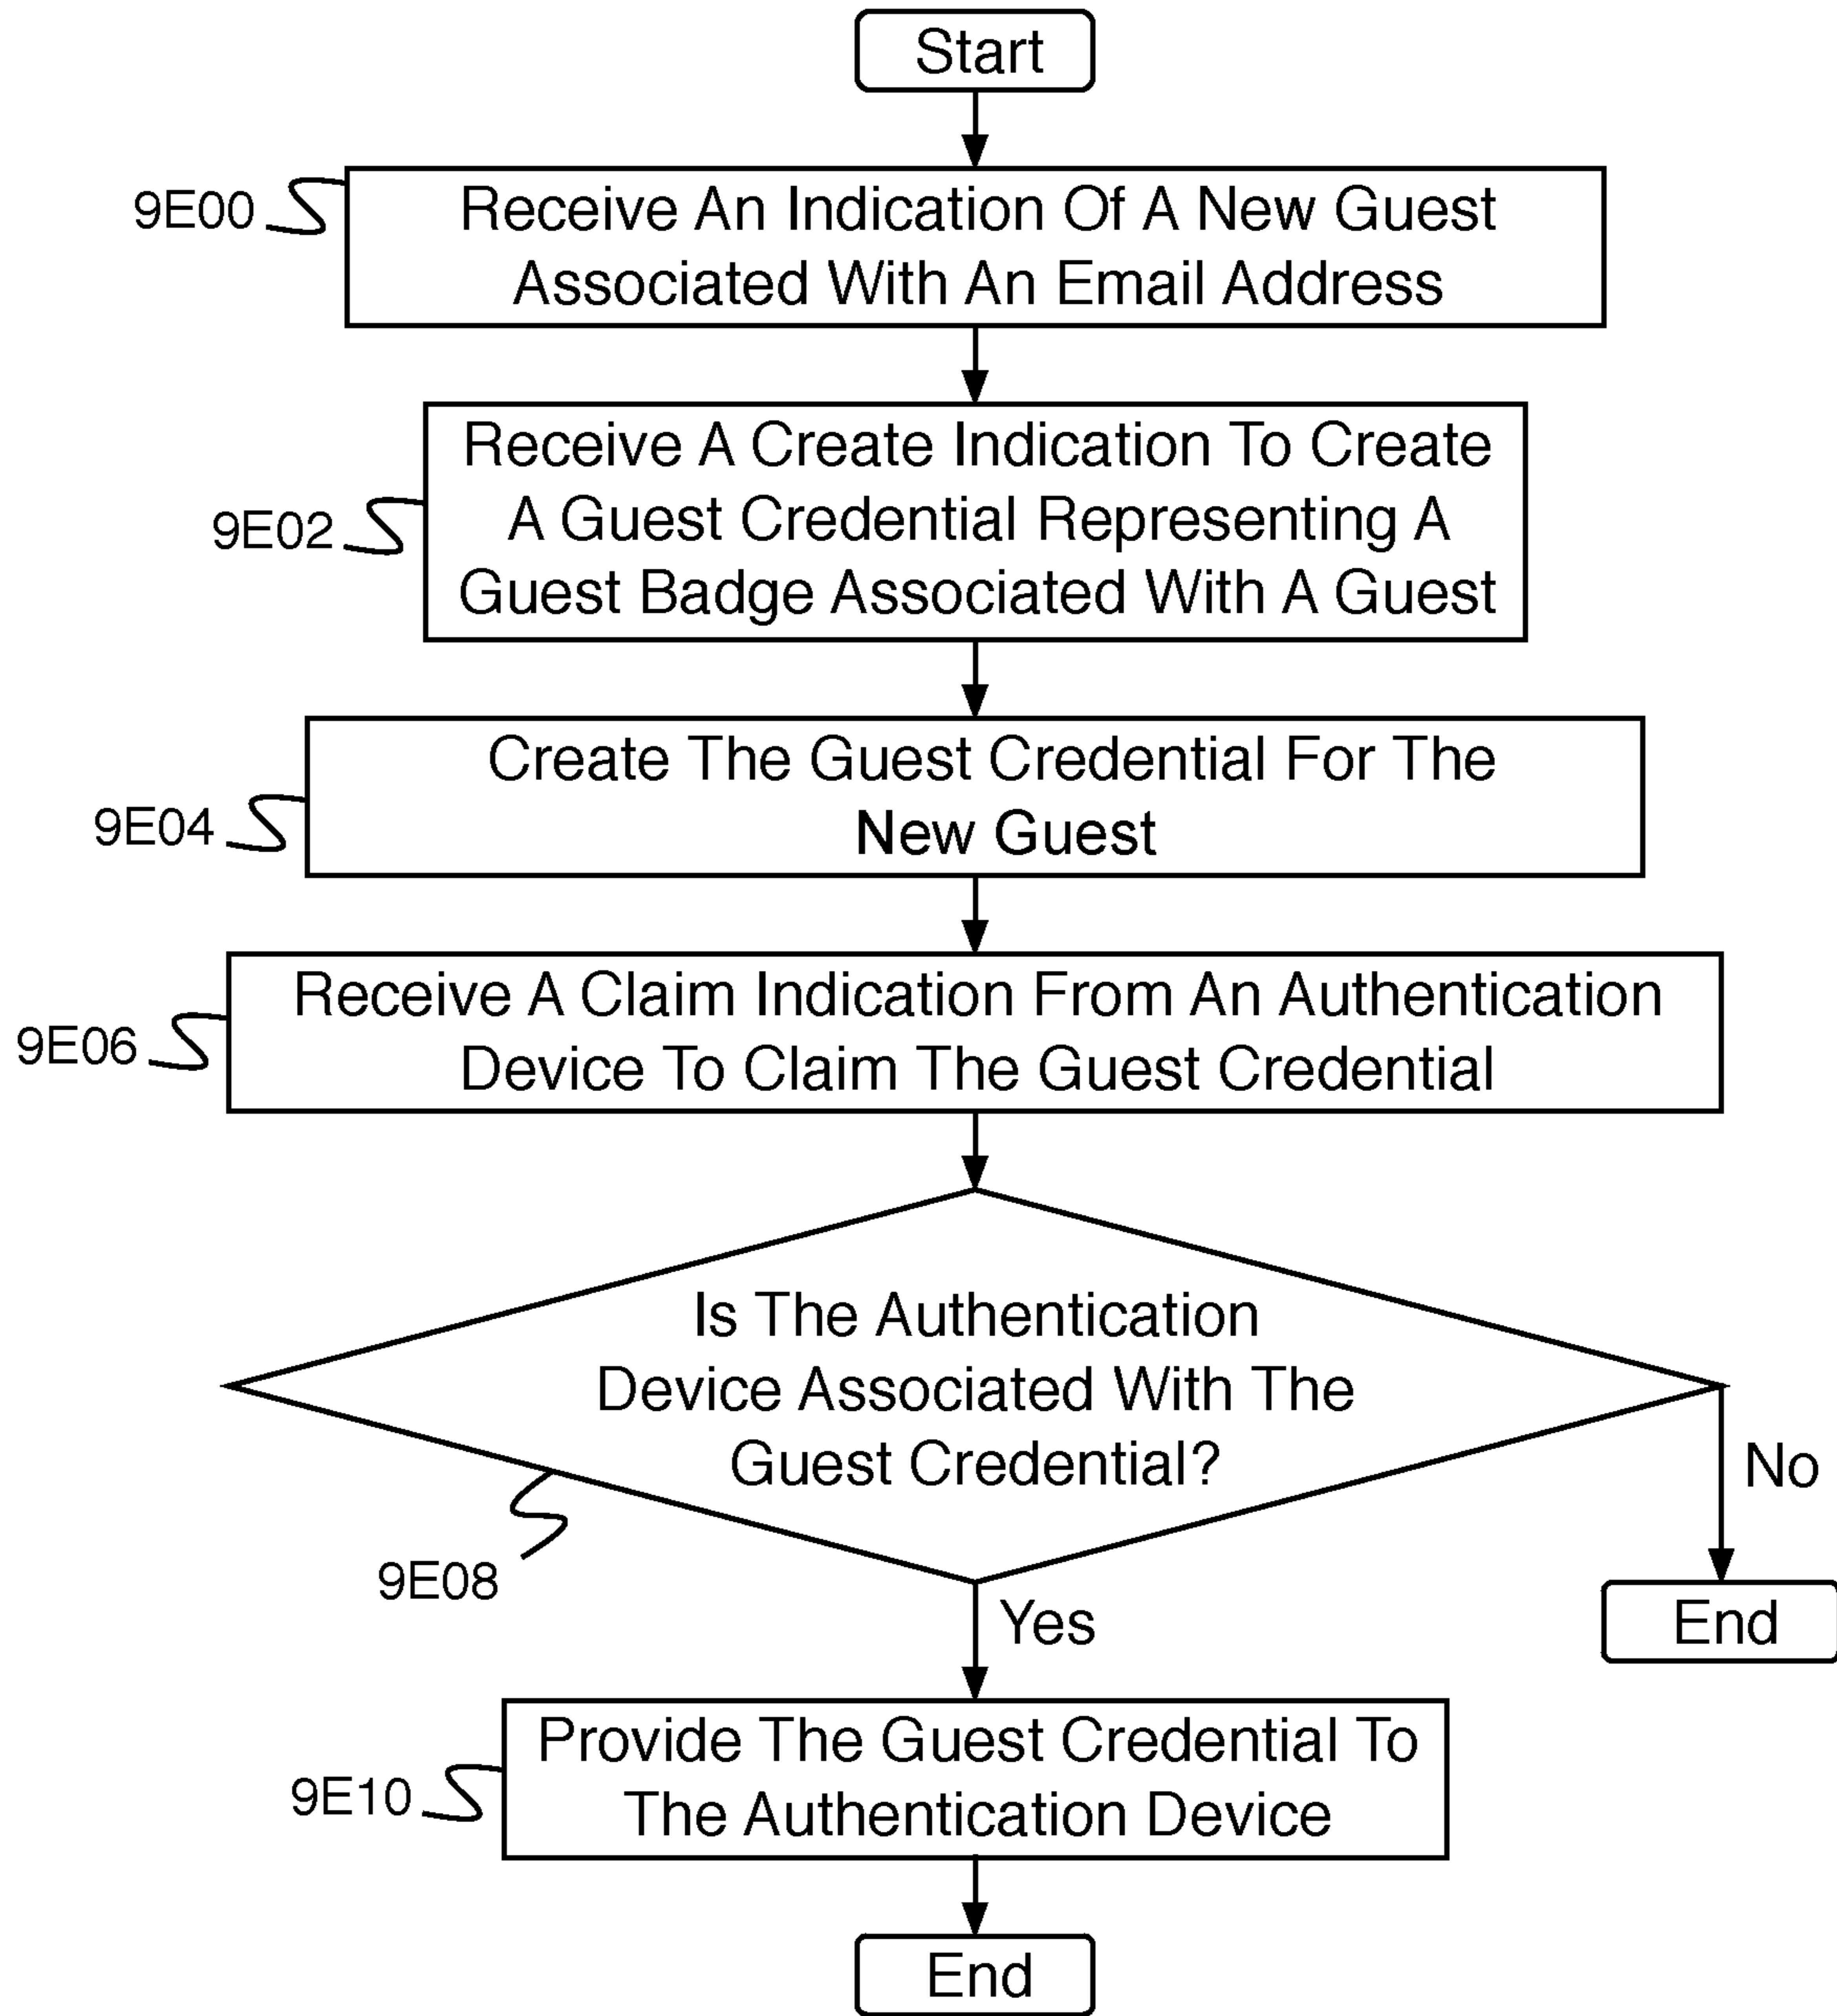 Start
9E00
Receive An Indication Of A New Guest
Associated With An Email Address
Receive A Create Indication To Create
A Guest Credential Representing A
Guest Badge Associated With A Guest
9E02
Create The Guest Credential For The
New Guest
9E04
Receive A Claim Indication From An Authentication
Device To Claim The Guest Credential
9E06
Is The Authentication
Device Associated With The
Guest Credential?
No
9E08
Yes
End
Provide The Guest Credential To
The Authentication Device
9E10
End